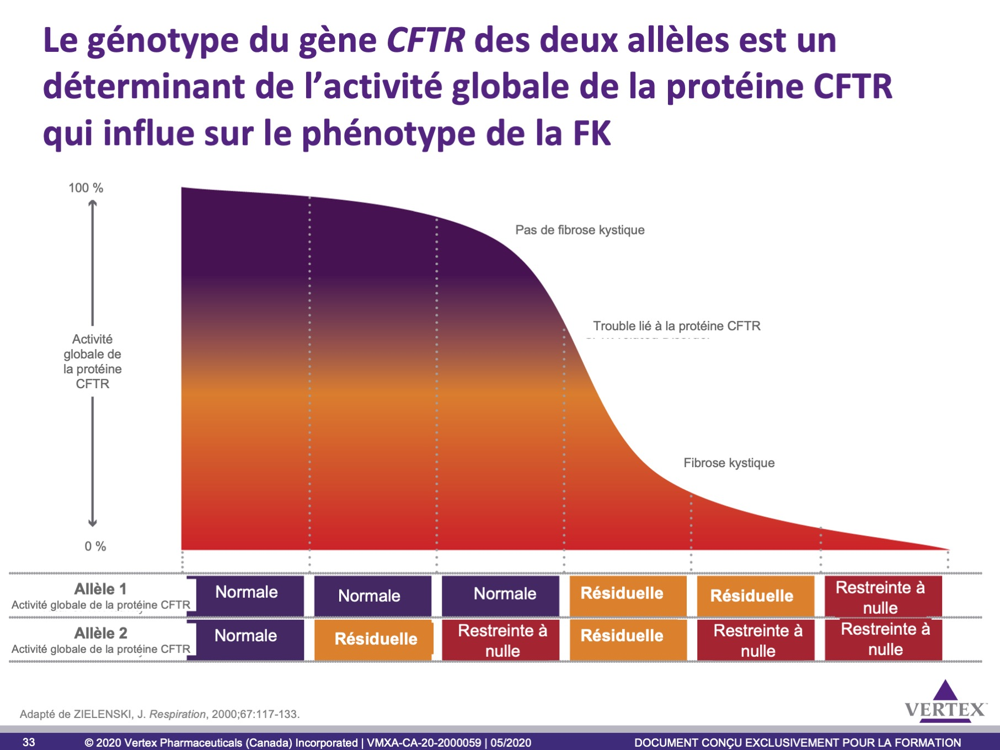 Le génotype du gène CFTR des deux allèles est un
déterminant de l’activité globale de la protéine CFTR
qui influe sur le phénotype de la FK
100 %
Activité
globale de
la protéine
CFTR
0 %
Pas de fibrose kystique
Trouble lié à la protéine CFTR
Fibrose kystique
Allèle 1
Activité globale de la protéine CFTR
Normale
Normale
Normale
Résiduelle
Résiduelle
Restreinte à
nulle
Allèle 2
Activité globale de la protéine CFTR
Normale
Résiduelle
Restreinte à
nulle
Résiduelle
Restreinte à
nulle
Restreinte à
nulle
Adapté de ZIELENSKI, J. Respiration, 2000;67:117-133.
VERTEX
33
© 2020 Vertex Pharmaceuticals (Canada) Incorporated | VMXA-CA-20-2000059 | 05/2020
DOCUMENT CONÇU EXCLUSIVEMENT POUR LA FORMATION